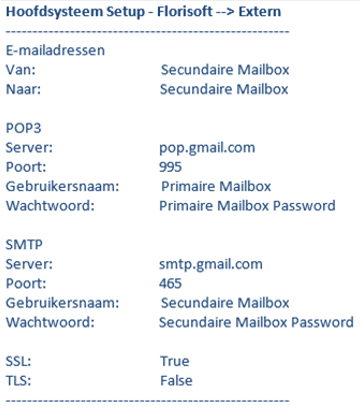 Hoofdsysteem Setup - Florisoft --> Extern
-----------------------------------------------------
E-mailadressen
Van: Secundaire Mailbox
Naar: Secundaire Mailbox
POP3
Server: pop.gmail.com
Poort: 995
Gebruikersnaam: Primaire Mailbox
Wachtwoord: Primaire Mailbox Password
SMTP
Server: smtp.gmail.com
Poort: 465
Gebruikersnaam: Secundaire Mailbox
Wachtwoord: Secundaire Mailbox Password
SSL: True
TLS: False
-----------------------------------------------------